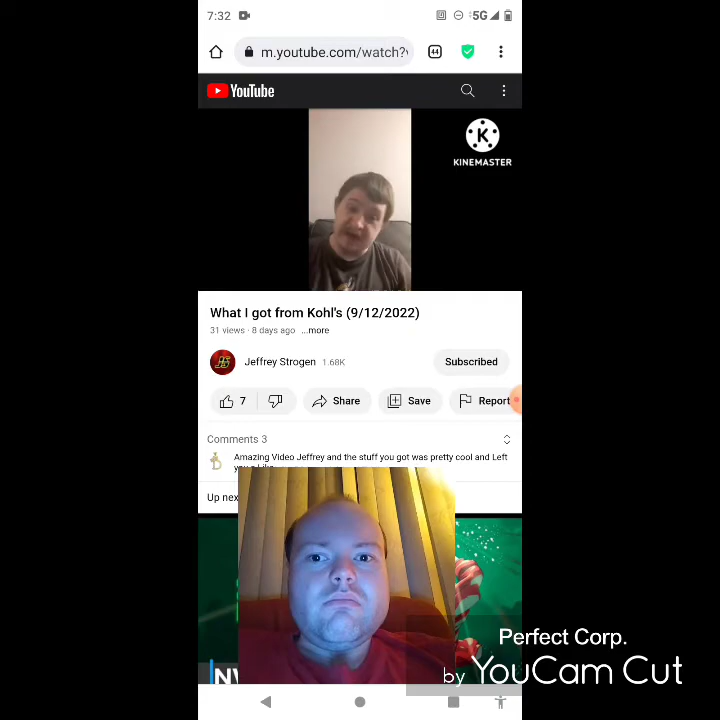 7:32
5G
m.youtube.com/watch?v
44
YouTube
K
KINEMASTER
What I got from Kohl's (9/12/2022)
31 views · 8 days ago ...more
JS
Jeffrey Strogen 1.68K
Subscribed
7
Share
Save
Report
Comments 3
Amazing Video Jeffrey and the stuff you got was pretty cool and Left
Up nex
Perfect Corp.
by YouCam Cut